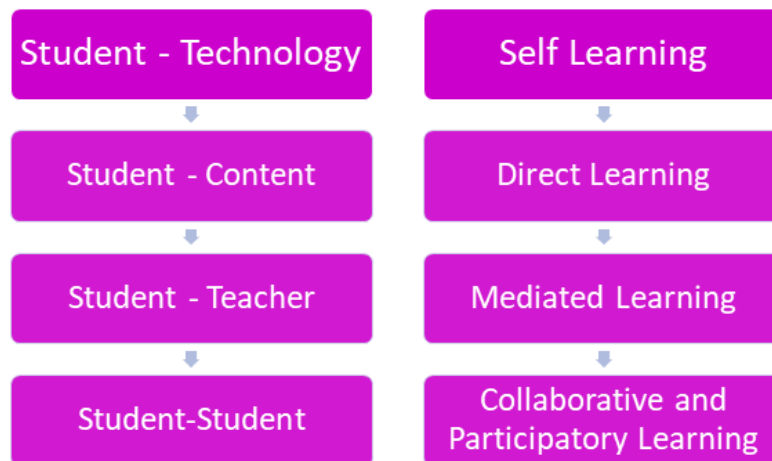 Student - Technology
Student - Content
Student - Teacher
Student-Student
Self Learning
Direct Learning
Mediated Learning
Collaborative and
Participatory Learning